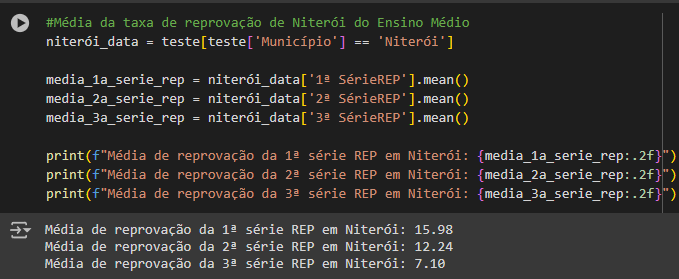 #Média da taxa de reprovação de Niterói do Ensino Médio
niterói_data = teste[teste['Município'] == 'Niterói']
media_1a_serie_rep = niterói_data['1ª SérieREP'].mean()
media_2a_serie_rep = niterói_data['2ª SérieREP'].mean()
media_3a_serie_rep = niterói_data['3ª SérieREP'].mean()
print(f"Média de reprovação da 1ª série REP em Niterói: {media_1a_serie_rep:.2f}")
print(f"Média de reprovação da 2ª série REP em Niterói: {media_2a_serie_rep:.2f}")
print(f"Média de reprovação da 3ª série REP em Niterói: {media_3a_serie_rep:.2f}")
Média de reprovação da 1ª série REP em Niterói: 15.98
Média de reprovação da 2ª série REP em Niterói: 12.24
Média de reprovação da 3ª série REP em Niterói: 7.10